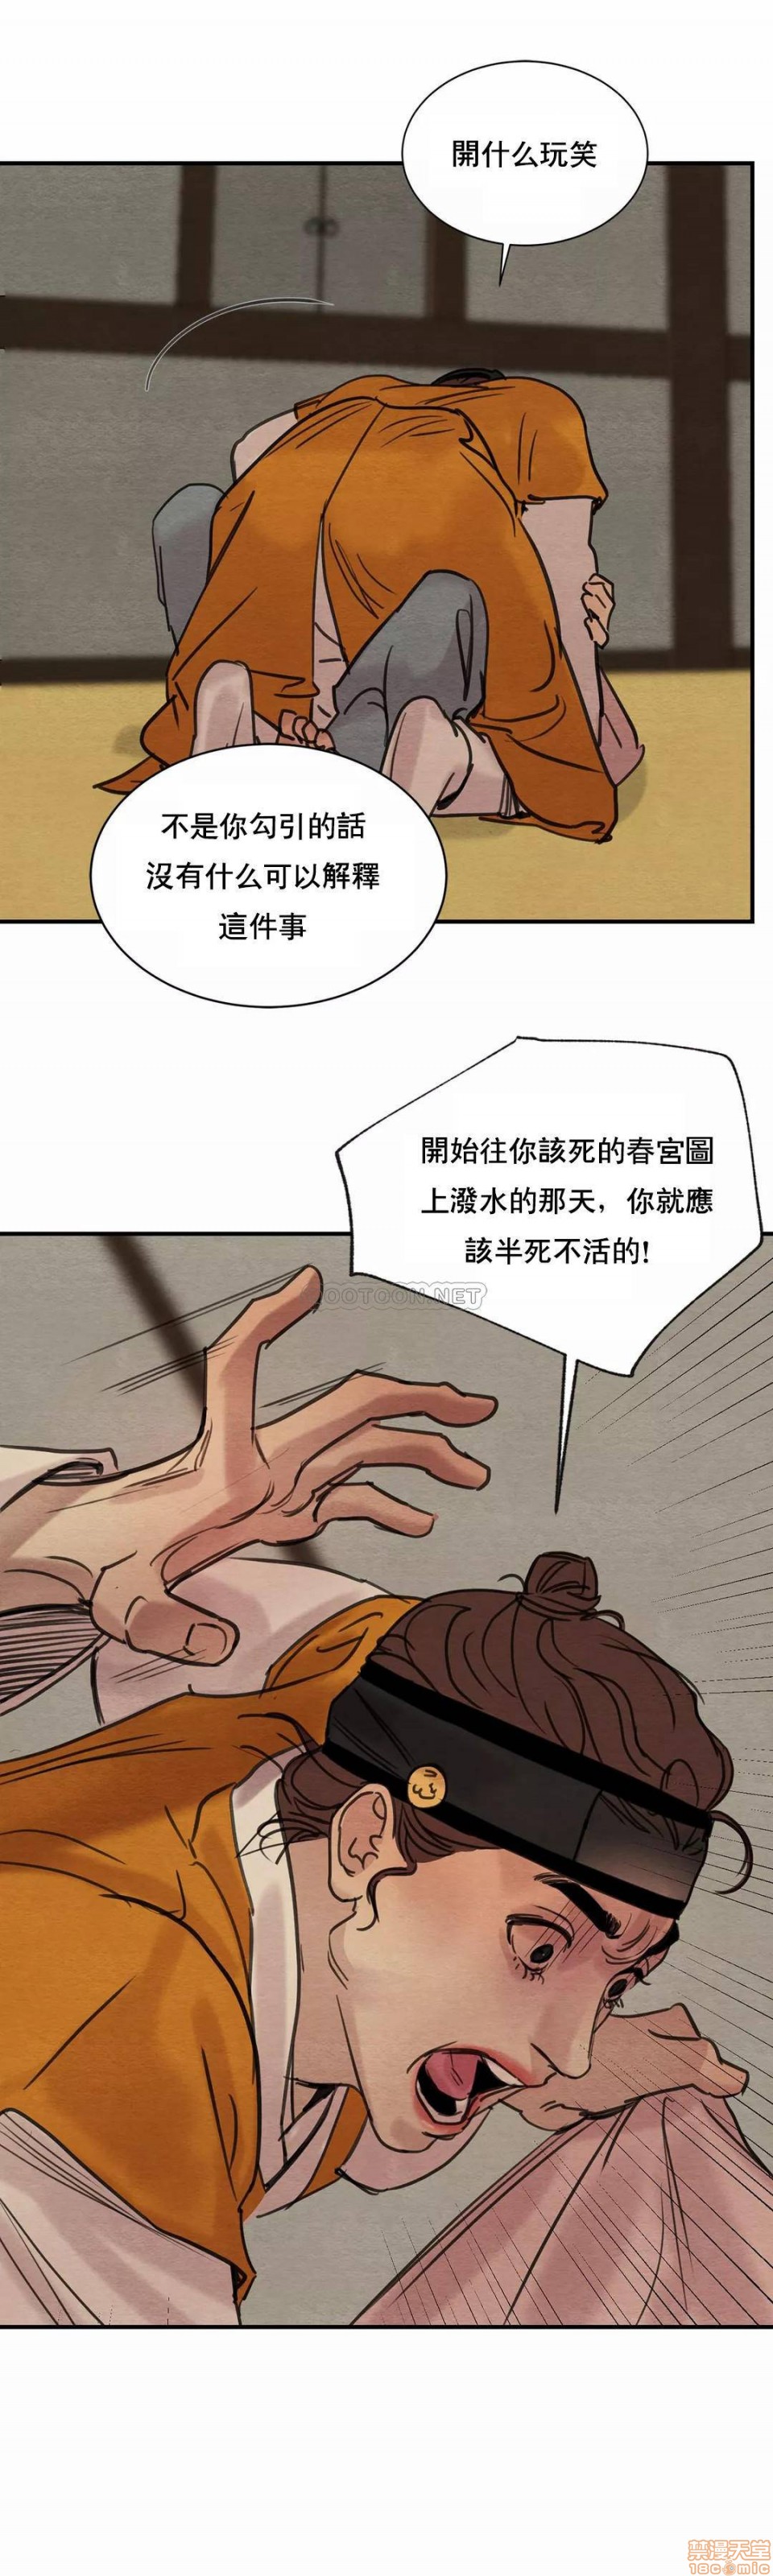 開什么玩笑
不是你勾引的話
沒有什么可以解釋
這件事
開始往你該死的春宮圖
上潑水的那天，你就應
該半死不活的!
OOTOON.NET
禁漫天堂
18comic